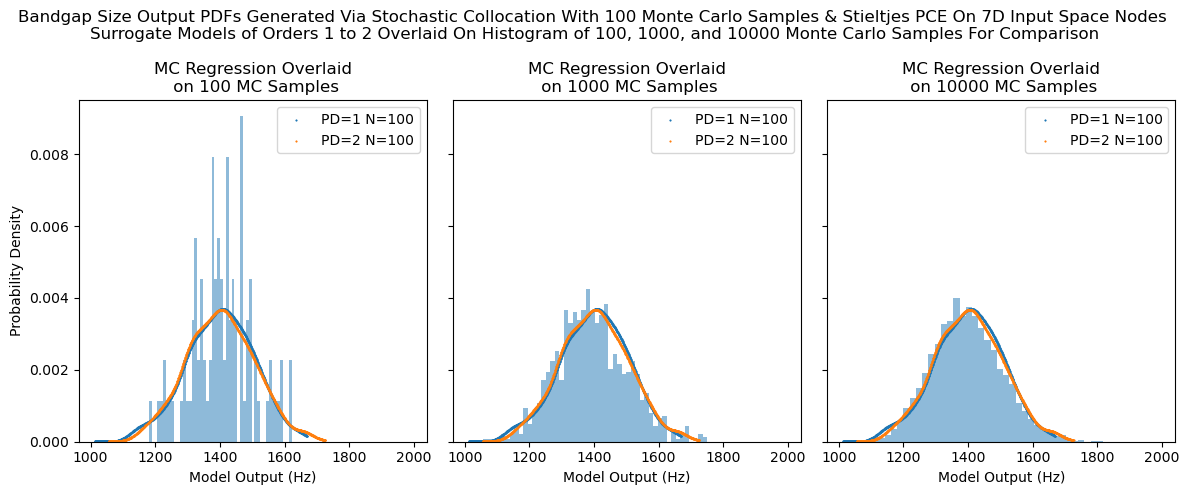 Bandgap Size Output PDFs Generated Via Stochastic Collocation With 100 Monte Carlo Samples & Stieltjes PCE On 7D Input Space Nodes
Surrogate Models of Orders 1 to 2 Overlaid On Histogram of 100, 1000, and 10000 Monte Carlo Samples For Comparison
MC Regression Overlaid
on 100 MC Samples
PD=1 N=100
PD=2 N=100
0.008
0.006
0.004
0.002
0.000
Probability Density
1000 1200 1400 1600 1800 2000
Model Output (Hz)
MC Regression Overlaid
on 1000 MC Samples
PD=1 N=100
PD=2 N=100
1000 1200 1400 1600 1800 2000
Model Output (Hz)
MC Regression Overlaid
on 10000 MC Samples
PD=1 N=100
PD=2 N=100
1000 1200 1400 1600 1800 2000
Model Output (Hz)